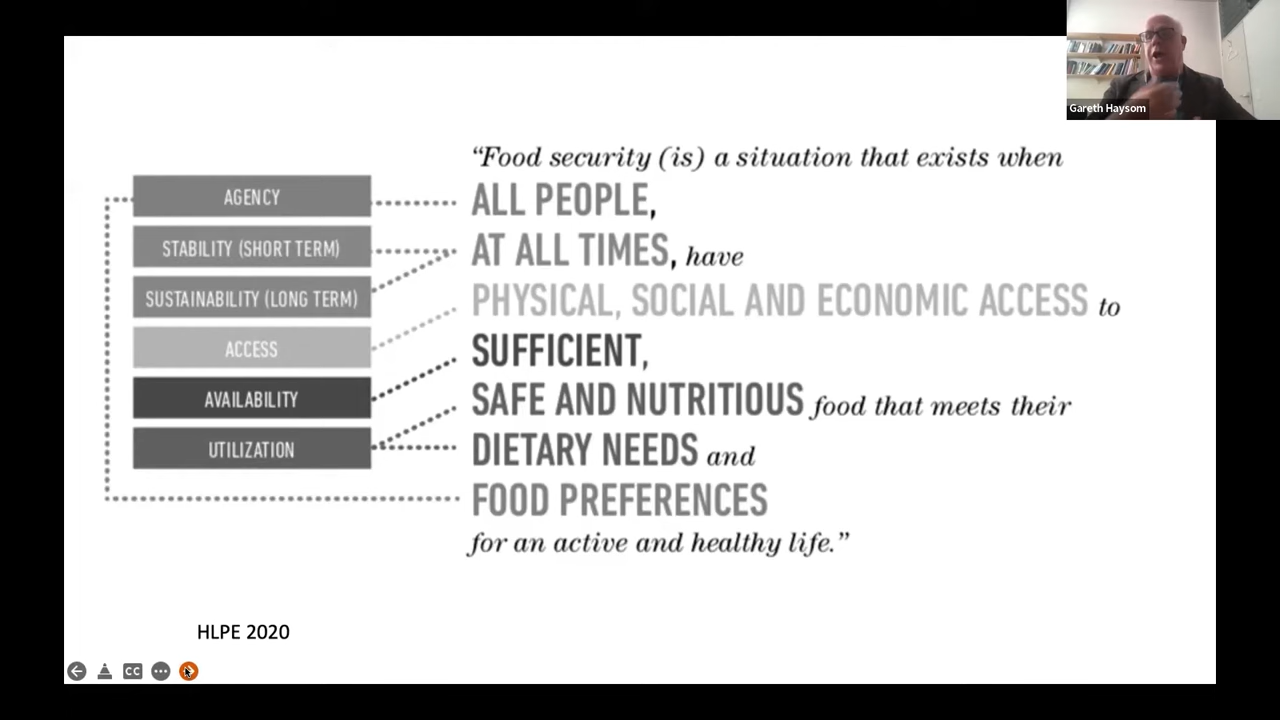 Gareth Haysom
"Food security (is) a situation that exists when
AGENCY
ALL PEOPLE,
STABILITY (SHORT TERM)
AT ALL TIMES, have
SUSTAINABILITY (LONG TERM)
PHYSICAL, SOCIAL AND ECONOMIC ACCESS to
ACCESS
SUFFICIENT,
AVAILABILITY
SAFE AND NUTRITIOUS food that meets their
UTILIZATION
DIETARY NEEDS and
FOOD PREFERENCES
for an active and healthy life."
HLPE 2020
CC